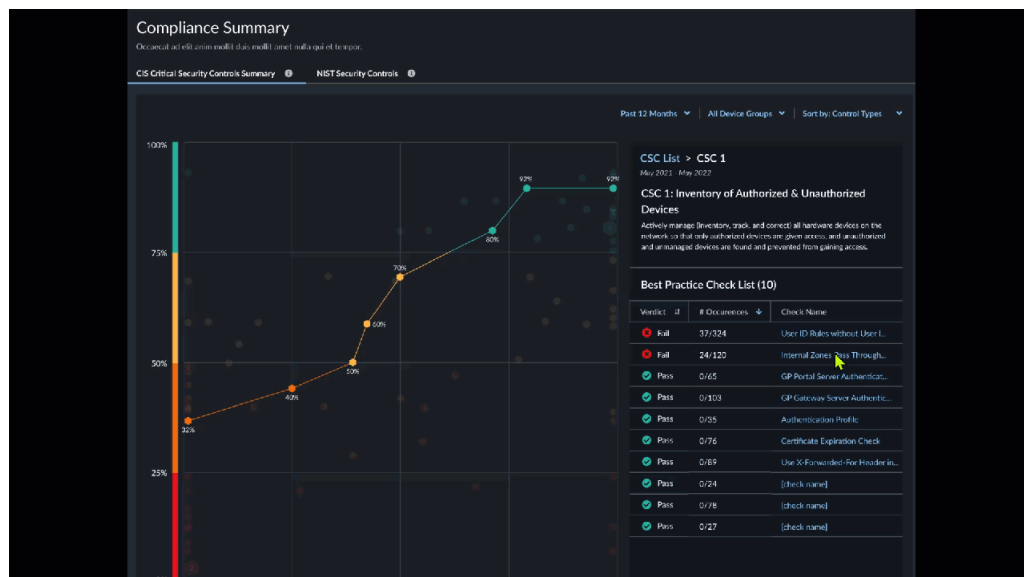 Compliance Summary
Occaecat ad elit anim mollit duis mollit amet nulla qui et tempor.
CIS Critical Security Controls Summary
NIST Security Controls
Past 12 Months
All Device Groups
Sort by: Control Types
100%
75%
50%
25%
32%
40%
50%
60%
70%
80%
92%
92%
CSC List > CSC 1
May 2021 - May 2022
CSC 1: Inventory of Authorized & Unauthorized
Devices
Actively manage (inventory, track, and correct) all hardware devices on the
network so that only authorized devices are given access, and unauthorized
and unmanaged devices are found and prevented from gaining access.
Best Practice Check List (10)
Verdict # Occurences Check Name
Fail 37/324 User ID Rules without User I...
Fail 24/120 Internal Zones Pass Through...
Pass 0/65 GP Portal Server Authenticat...
Pass 0/103 GP Gateway Server Authentic...
Pass 0/35 Authentication Profile
Pass 0/76 Certificate Expiration Check
Pass 0/89 Use X-Forwarded-For Header in...
Pass 0/24 [check name]
Pass 0/78 [check name]
Pass 0/27 [check name]